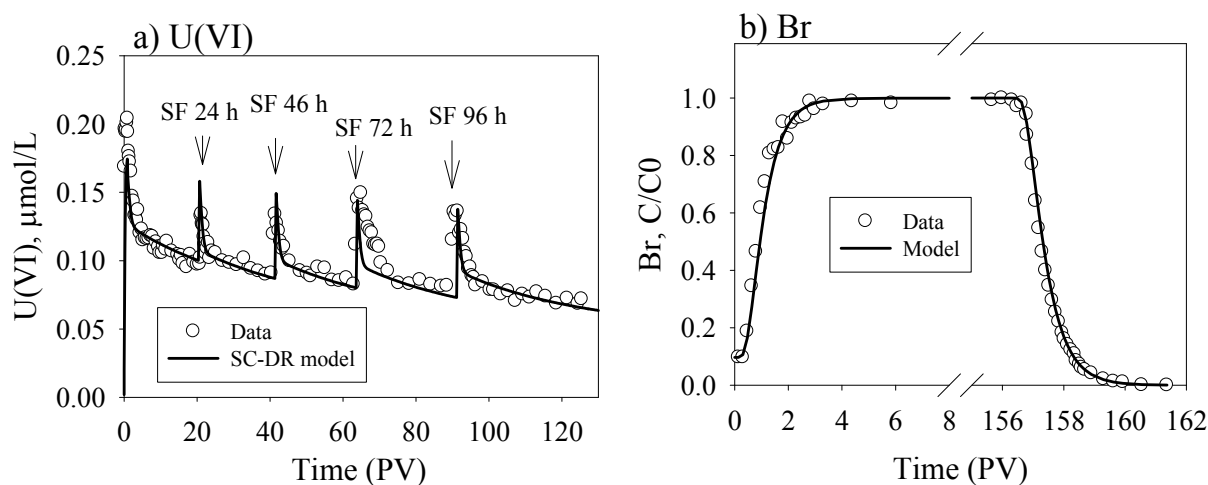 a) U(VI)
U(VI), μmol/L
0.25
0.20
0.15
0.10
0.05
0.00
SF 24 h
SF 46 h
SF 72 h
SF 96 h
Data
SC-DR model
0 20 40 60 80 100 120
Time (PV)
b) Br
Br, C/C0
1.0
0.8
0.6
0.4
0.2
0.0
Data
Model
0 2 4 6 8 156 158 160 162
Time (PV)